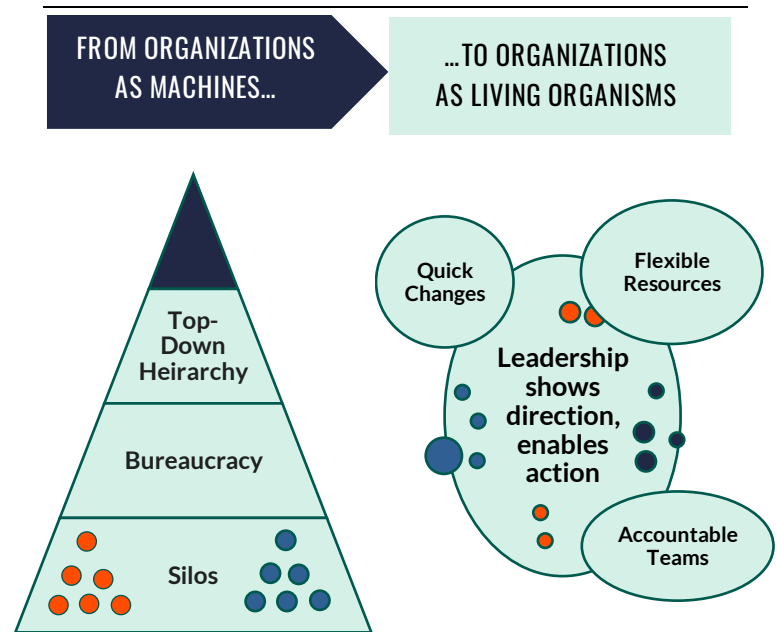 FROM ORGANIZATIONS
AS MACHINES...
...TO ORGANIZATIONS
AS LIVING ORGANISMS
Top-
Down
Heirarchy
Bureaucracy
Silos
Quick
Changes
Flexible
Resources
Leadership
shows
direction,
enables
action
Accountable
Teams